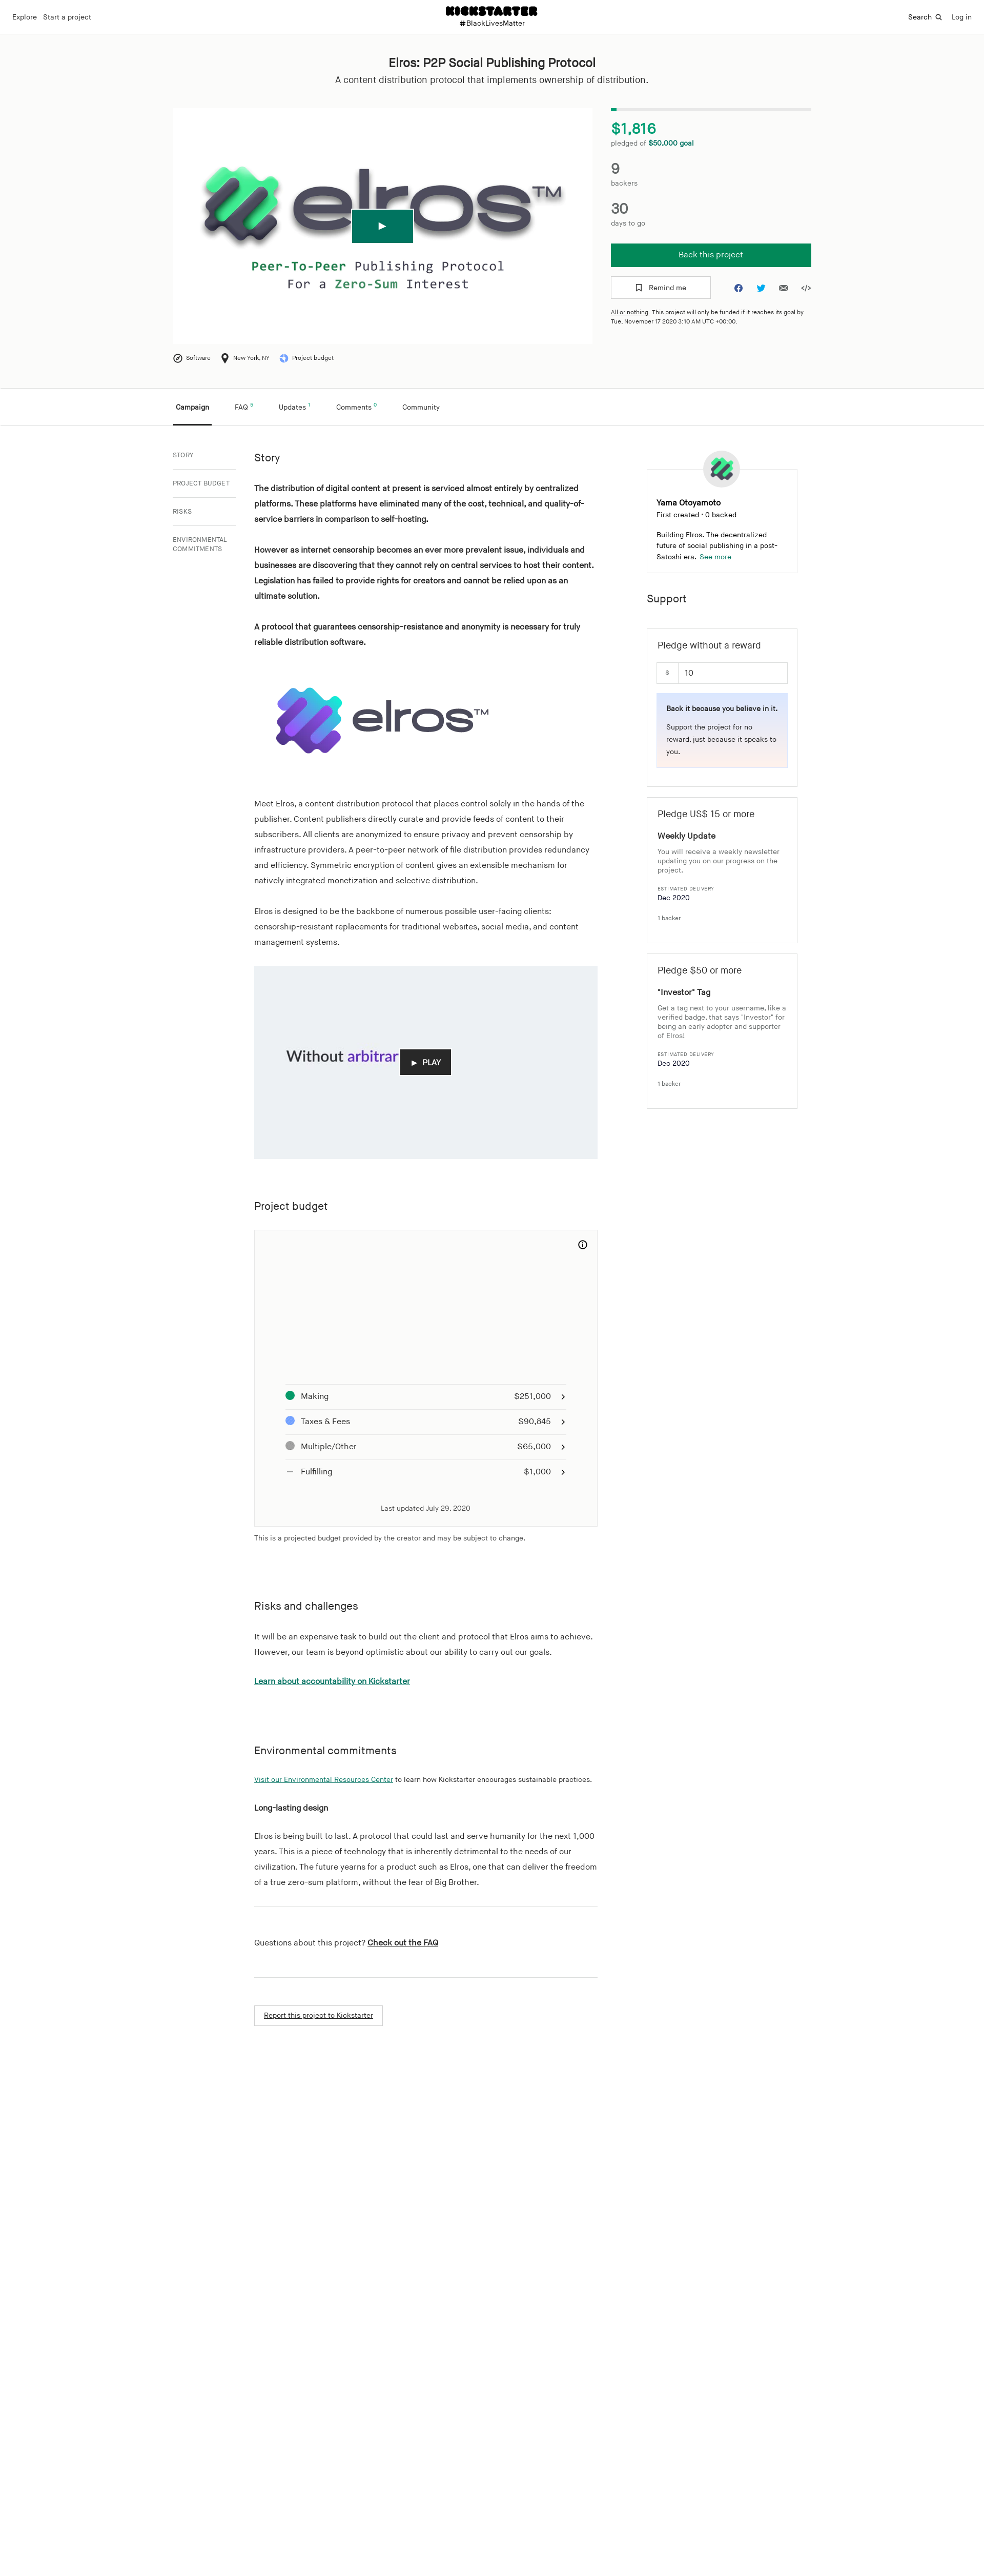 Explore Start a project
KICKSTARTER
#BlackLivesMatter
Search
Log in
Elros: P2P Social Publishing Protocol
A content distribution protocol that implements ownership of distribution.
elros™
Peer-To-Peer Publishing Protocol
For a Zero-Sum Interest
$1,816
pledged of $50,000 goal
9
backers
30
days to go
Back this project
Remind me
All or nothing. This project will only be funded if it reaches its goal by
Tue, November 17 2020 3:10 AM UTC +00:00.
Software New York, NY Project budget
Campaign FAQ Updates 1 Comments 0 Community
STORY
PROJECT BUDGET
RISKS
ENVIRONMENTAL
COMMITMENTS
Story
The distribution of digital content at present is serviced almost entirely by centralized
platforms. These platforms have eliminated many of the cost, technical, and quality-of-
service barriers in comparison to self-hosting.
However as internet censorship becomes an ever more prevalent issue, individuals and
businesses are discovering that they cannot rely on central services to host their content.
Legislation has failed to provide rights for creators and cannot be relied upon as an
ultimate solution.
A protocol that guarantees censorship-resistance and anonymity is necessary for truly
reliable distribution software.
elros™
Meet Elros, a content distribution protocol that places control solely in the hands of the
publisher. Content publishers directly curate and provide feeds of content to their
subscribers. All clients are anonymized to ensure privacy and prevent censorship by
infrastructure providers. A peer-to-peer network of file distribution provides redundancy
and efficiency. Symmetric encryption of content gives an extensible mechanism for
natively integrated monetization and selective distribution.
Elros is designed to be the backbone of numerous possible user-facing clients:
censorship-resistant replacements for traditional websites, social media, and content
management systems.
Without arbitrar
PLAY
Project budget
Making $251,000
Taxes & Fees $90,845
Multiple/Other $65,000
Fulfilling $1,000
Last updated July 29, 2020
This is a projected budget provided by the creator and may be subject to change.
Risks and challenges
It will be an expensive task to build out the client and protocol that Elros aims to achieve.
However, our team is beyond optimistic about our ability to carry out our goals.
Learn about accountability on Kickstarter
Environmental commitments
Visit our Environmental Resources Center to learn how Kickstarter encourages sustainable practices.
Long-lasting design
Elros is being built to last. A protocol that could last and serve humanity for the next 1,000
years. This is a piece of technology that is inherently detrimental to the needs of our
civilization. The future yearns for a product such as Elros, one that can deliver the freedom
of a true zero-sum platform, without the fear of Big Brother.
Questions about this project? Check out the FAQ
Report this project to Kickstarter
Yama Otoyamoto
First created · 0 backed
Building Elros. The decentralized
future of social publishing in a post-
Satoshi era. See more
Support
Pledge without a reward
$ 10
Back it because you believe in it.
Support the project for no
reward, just because it speaks to
you.
Pledge US$ 15 or more
Weekly Update
You will receive a weekly newsletter
updating you on our progress on the
project.
ESTIMATED DELIVERY
Dec 2020
1 backer
Pledge $50 or more
"Investor" Tag
Get a tag next to your username, like a
verified badge, that says "Investor" for
being an early adopter and supporter
of Elros!
ESTIMATED DELIVERY
Dec 2020
1 backer